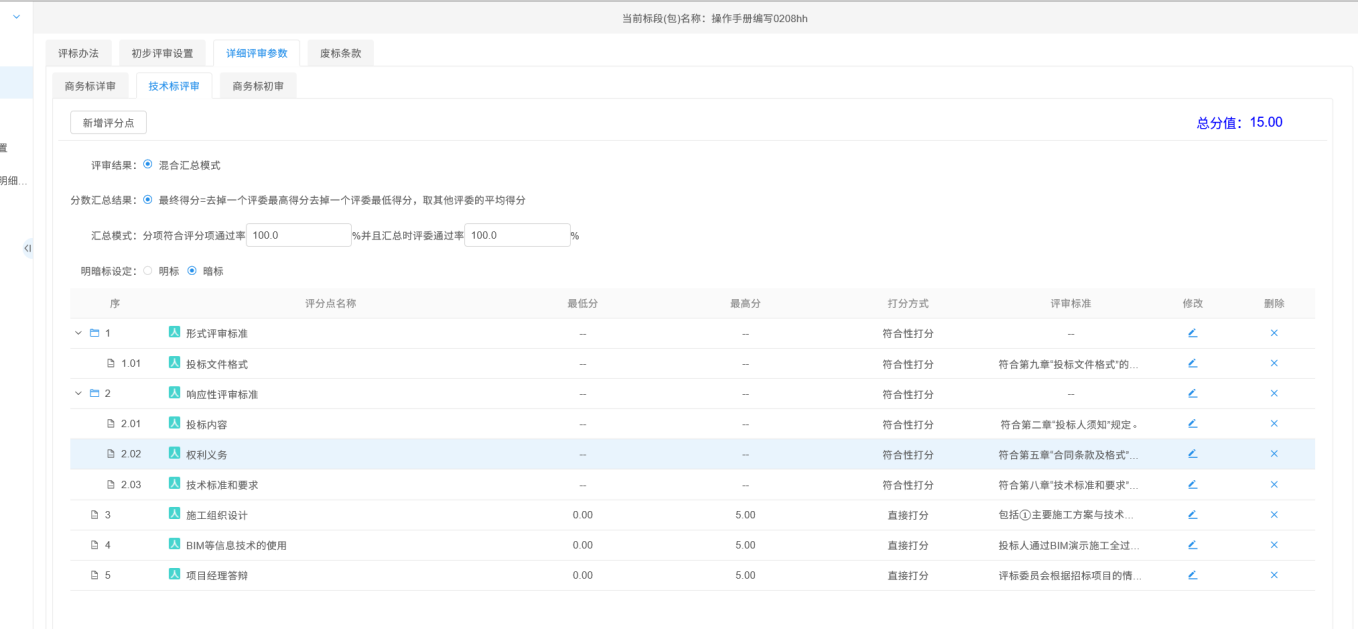 当前标段(包)名称：操作手册编写0208hh
评标办法 初步评审设置 详细评审参数 废标条款
商务标详审 技术标评审 商务标初审
新增评分点 总分值：15.00
置
明细...
评审结果： 混合汇总模式
分数汇总结果： 最终得分=去掉一个评委最高得分去掉一个评委最低得分，取其他评委的平均得分
汇总模式：分项符合评分项通过率 100.0 %并且汇总时评委通过率 100.0 %
明暗标设定： 明标 暗标
序 评分点名称 最低分 最高分 打分方式 评审标准 修改 删除
1 人 形式评审标准 -- -- 符合性打分 --
1.01 人 投标文件格式 -- -- 符合性打分 符合第九章"投标文件格式"的...
2 人 响应性评审标准 -- -- 符合性打分 --
2.01 人 投标内容 -- -- 符合性打分 符合第二章"投标人须知"规定。
2.02 人 权利义务 -- -- 符合性打分 符合第五章"合同条款及格式"...
2.03 人 技术标准和要求 -- -- 符合性打分 符合第八章"技术标准和要求"...
3 人 施工组织设计 0.00 5.00 直接打分 包括①主要施工方案与技术...
4 人 BIM等信息技术的使用 0.00 5.00 直接打分 投标人通过BIM演示施工全过...
5 人 项目经理答辩 0.00 5.00 直接打分 评标委员会根据招标项目的情...